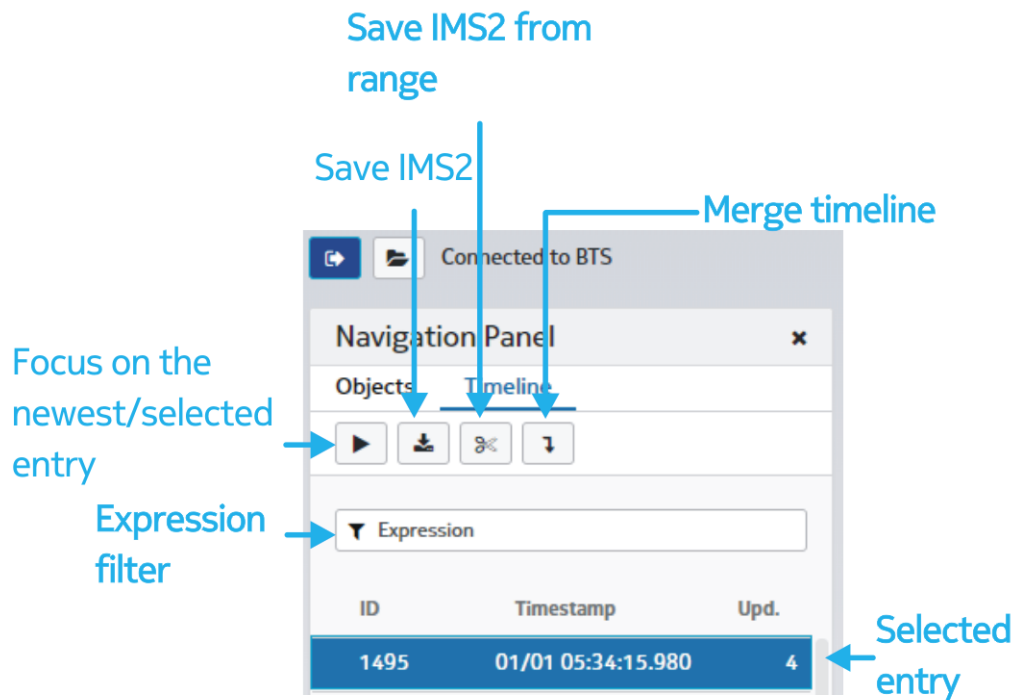 Save IMS2 from
range
Save IMS2
Merge timeline
Connected to BTS
Navigation Panel
Objects Timeline
Focus on the
newest/selected
entry
Expression
filter
Expression
ID Timestamp Upd.
1495 01/01 05:34:15.980 4
Selected
entry